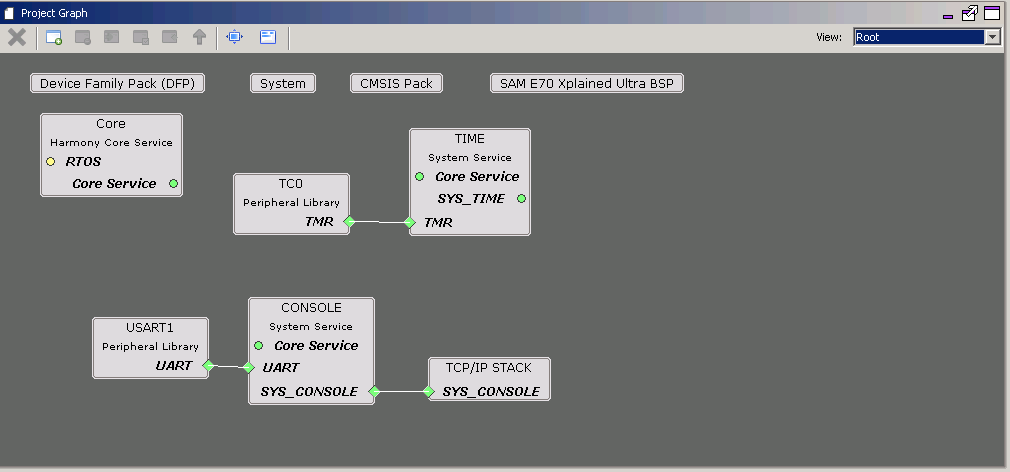 Project Graph
View:
Root
Device Family Pack (DFP)
System
CMSIS Pack
SAM E70 Xplained Ultra BSP
Core
Harmony Core Service
RTOS
Core Service
TC0
Peripheral Library
TMR
TIME
System Service
Core Service
SYS_TIME
TMR
USART1
Peripheral Library
UART
CONSOLE
System Service
Core Service
UART
SYS_CONSOLE
TCP/IP STACK
SYS_CONSOLE